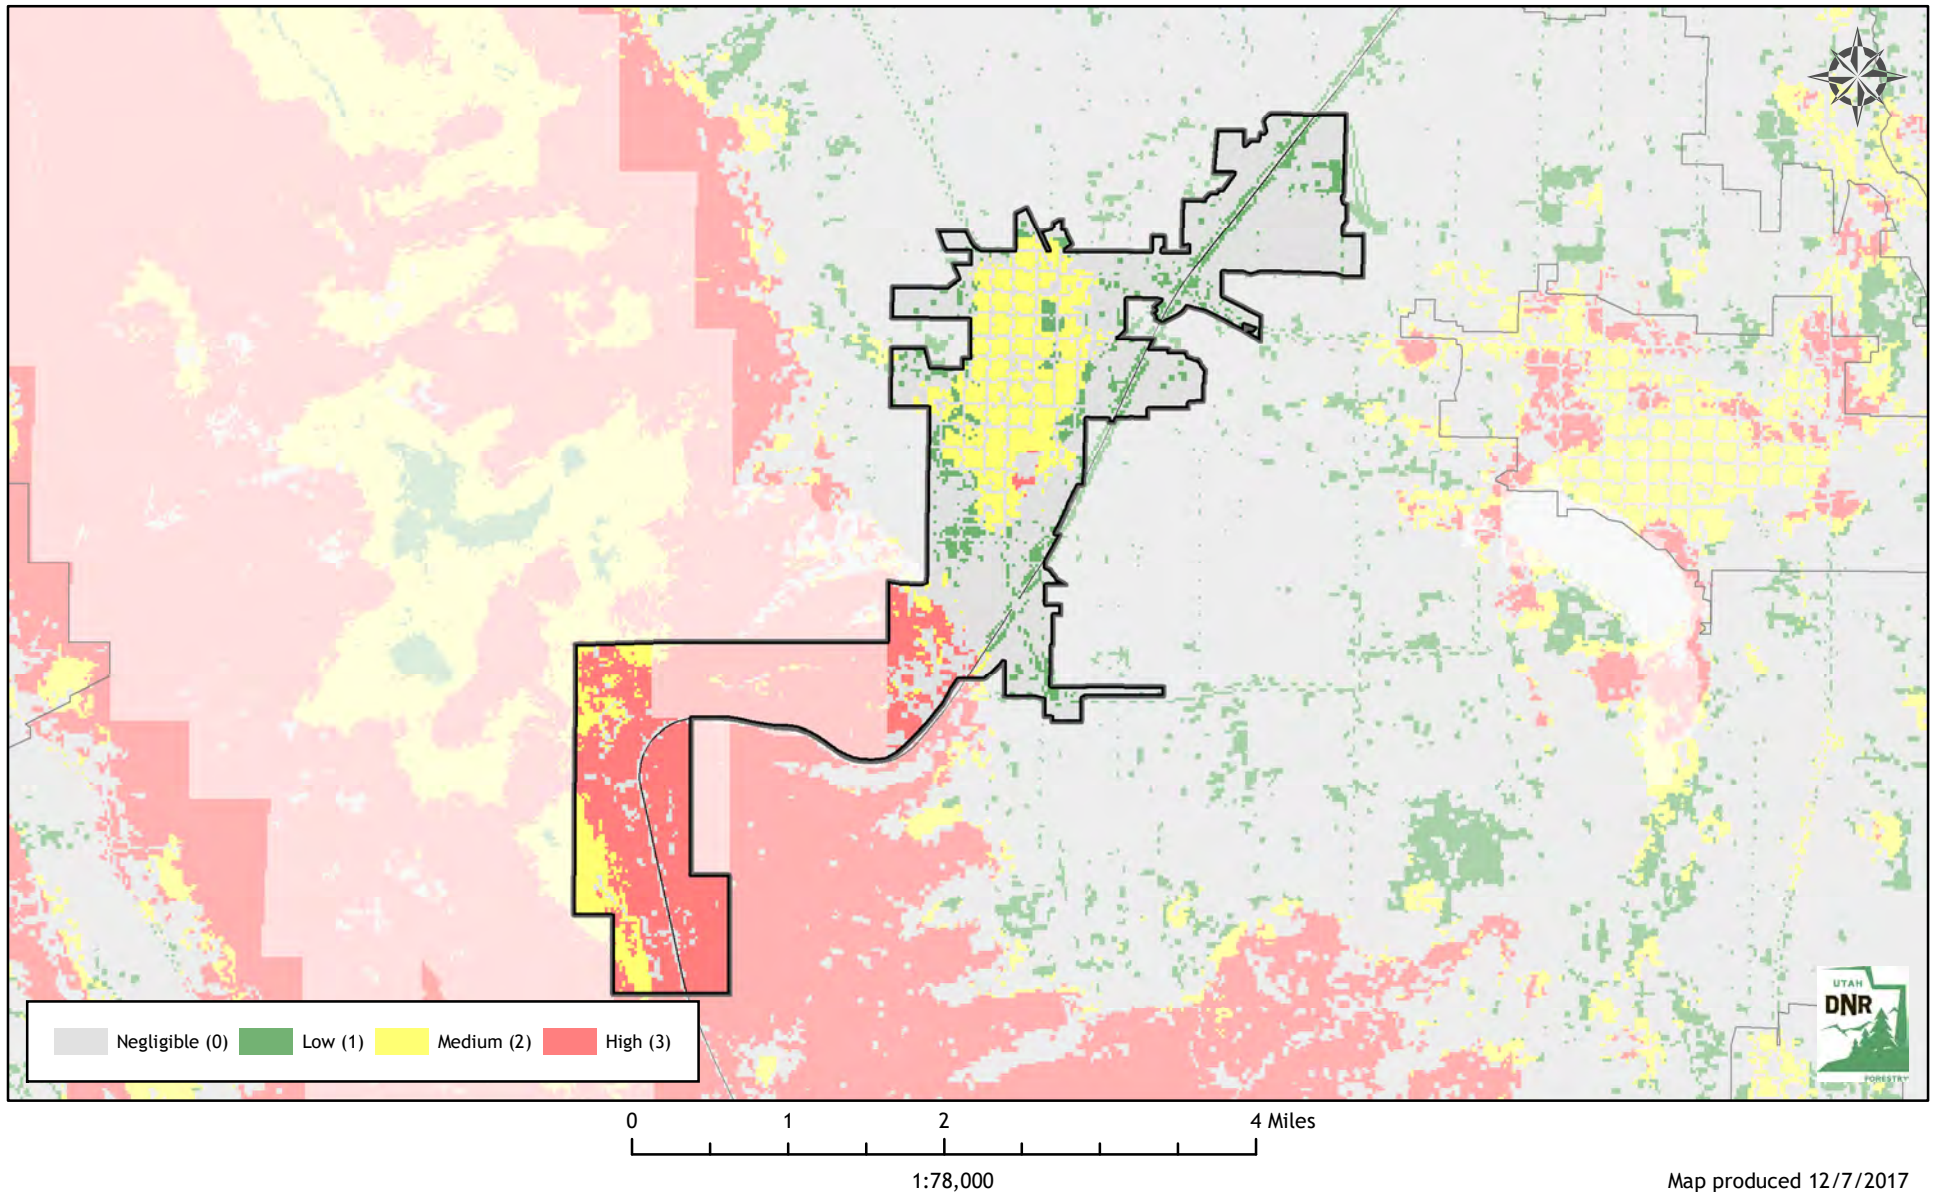 UTAH
DNR
FORESTRY
Negligible (0) Low (1) Medium (2) High (3)
0 1 2 4 Miles
1:78,000
Map produced 12/7/2017